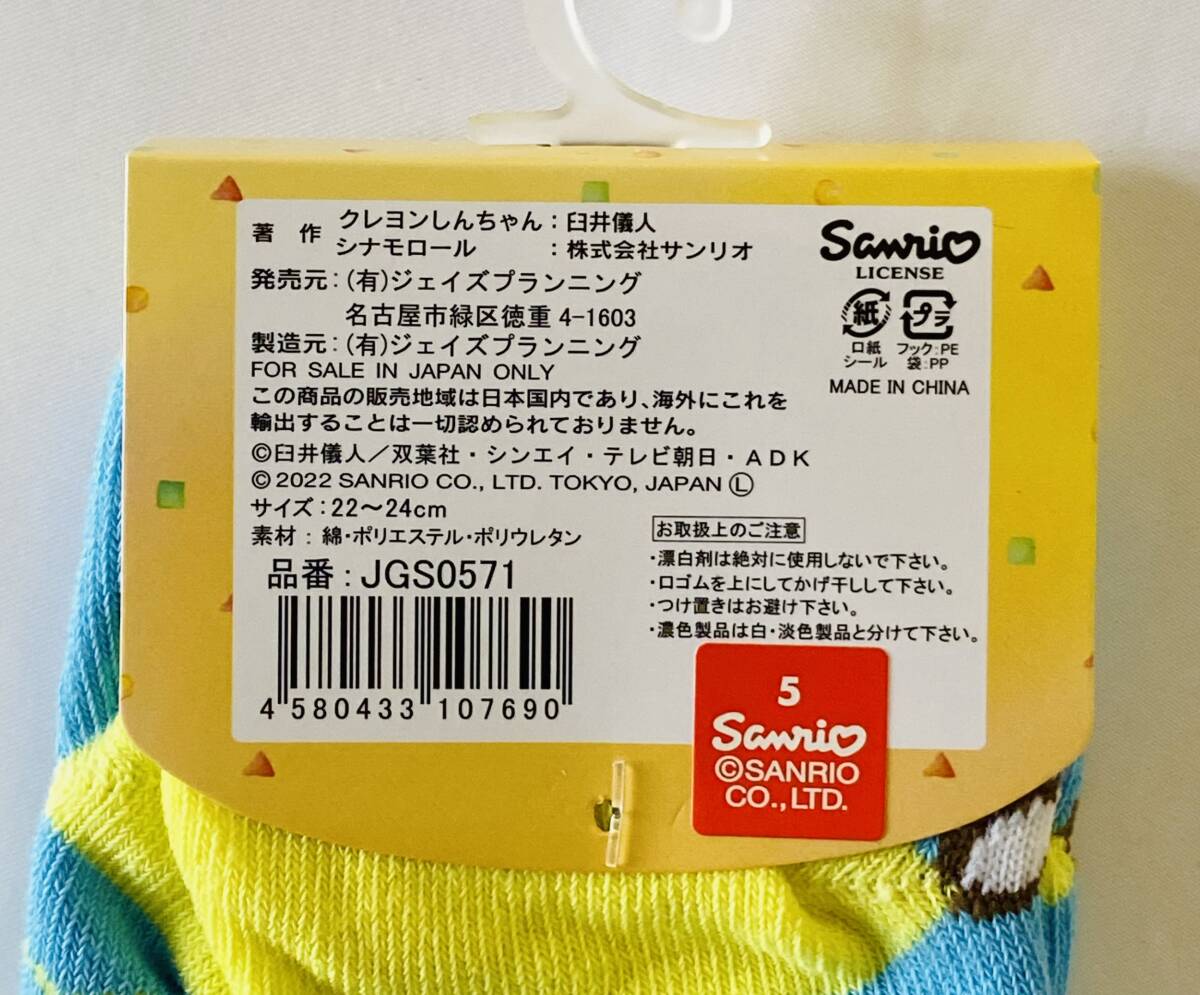 著 作 クレヨンしんちゃん：臼井儀人
シナモロール ：株式会社サンリオ
発売元：(有)ジェイズプランニング
名古屋市緑区徳重 4-1603
製造元：(有)ジェイズプランニング
FOR SALE IN JAPAN ONLY
この商品の販売地域は日本国内であり、海外にこれを
輸出することは一切認められておりません。
©臼井儀人／双葉社・シンエイ・テレビ朝日・ADK
© 2022 SANRIO CO., LTD. TOKYO, JAPAN Ⓛ
サイズ：22～24cm
素材：綿・ポリエステル・ポリウレタン
品番：JGS0571
4 580433 107690
Sanrio
LICENSE
紙 プラ
口紙 フック：PE
シール 袋：PP
MADE IN CHINA
お取扱上のご注意
・漂白剤は絶対に使用しないで下さい。
・口ゴムを上にしてかげ干しして下さい。
・つけ置きはお避け下さい。
・濃色製品は白・淡色製品と分けて下さい。
5
Sanrio
©SANRIO
CO.,LTD.